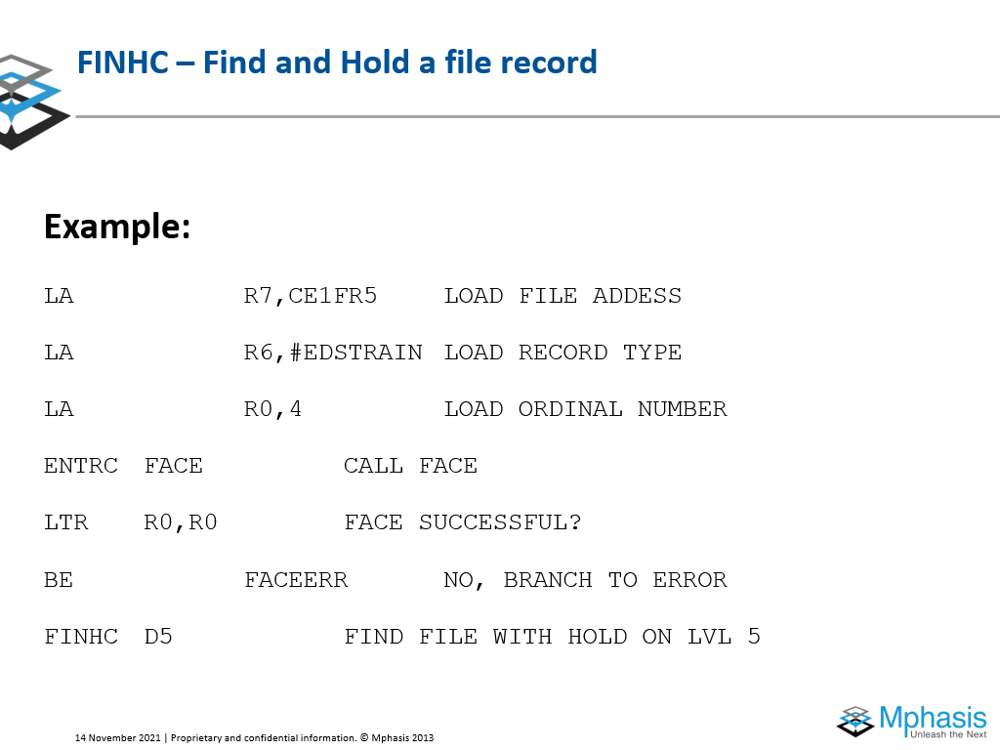 FINHC – Find and Hold a file record
Example:
LA R7,CE1FR5 LOAD FILE ADDESS
LA R6,#EDSTRAIN LOAD RECORD TYPE
LA R0,4 LOAD ORDINAL NUMBER
ENTRC FACE CALL FACE
LTR R0,R0 FACE SUCCESSFUL?
BE FACEERR NO, BRANCH TO ERROR
FINHC D5 FIND FILE WITH HOLD ON LVL 5
14 November 2021 | Proprietary and confidential information. © Mphasis 2013
Mphasis
Unleash the Next